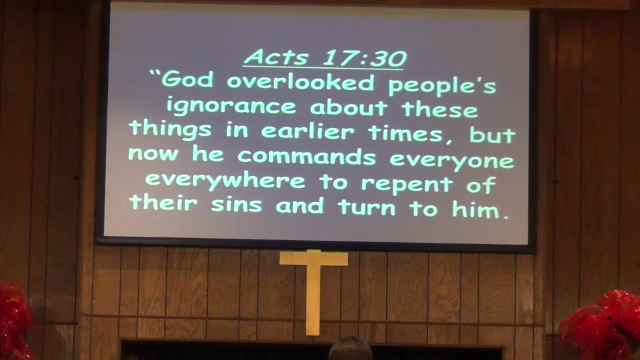 Acts 17:30
“God overlooked people's
ignorance about these
things in earlier times, but
now he commands everyone
everywhere to repent of
their sins and turn to him.